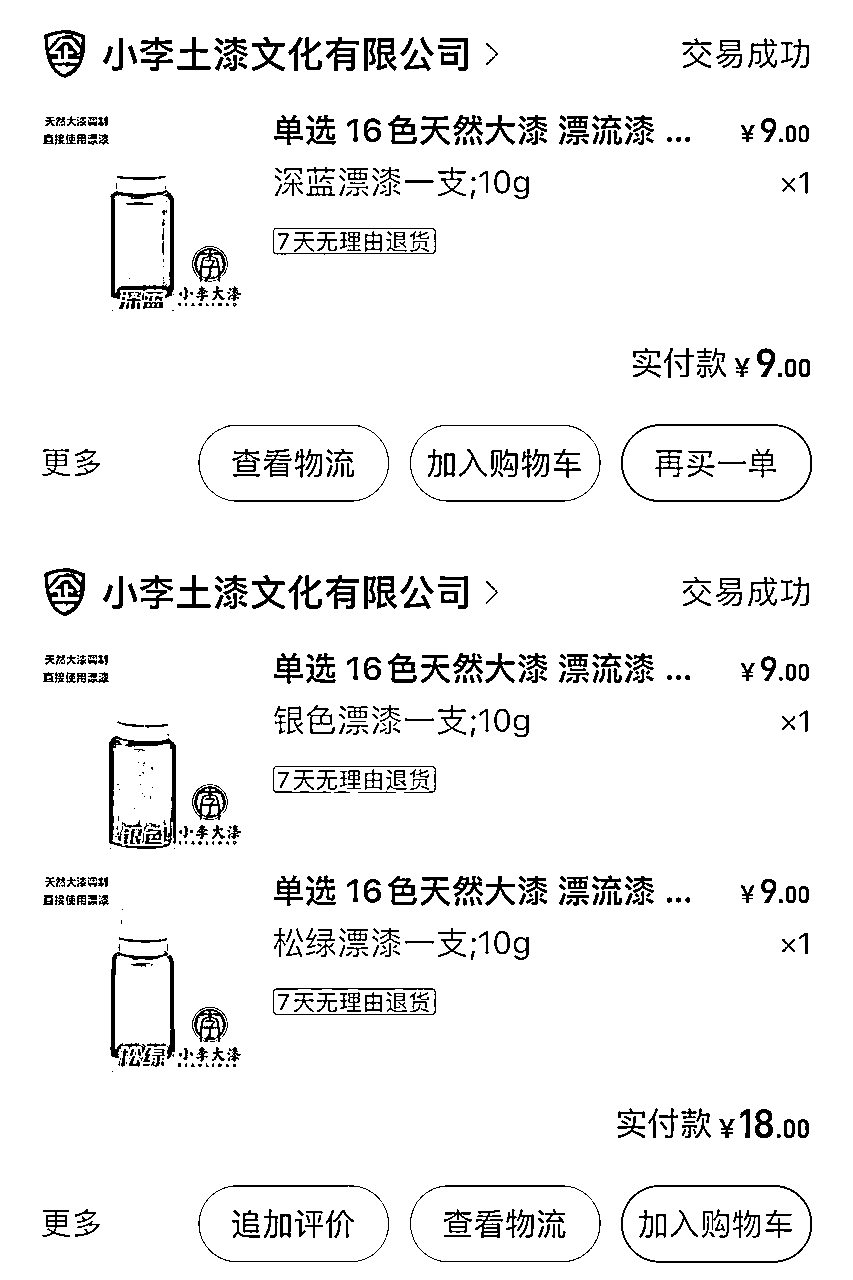 小李土漆文化有限公司 >
交易成功
天然大漆调制
直接使用漂漆
深蓝
小李大漆
单选 16色天然大漆 漂流漆 ...
¥9.00
深蓝漂漆一支;10g
×1
7天无理由退货
实付款¥9.00
更多
查看物流
加入购物车
再买一单
小李土漆文化有限公司 >
交易成功
天然大漆调制
直接使用漂漆
银色
小李大漆
单选 16色天然大漆 漂流漆 ...
¥9.00
银色漂漆一支;10g
×1
7天无理由退货
天然大漆调制
直接使用漂漆
松绿
小李大漆
单选 16色天然大漆 漂流漆 ...
¥9.00
松绿漂漆一支;10g
×1
7天无理由退货
实付款¥18.00
更多
追加评价
查看物流
加入购物车